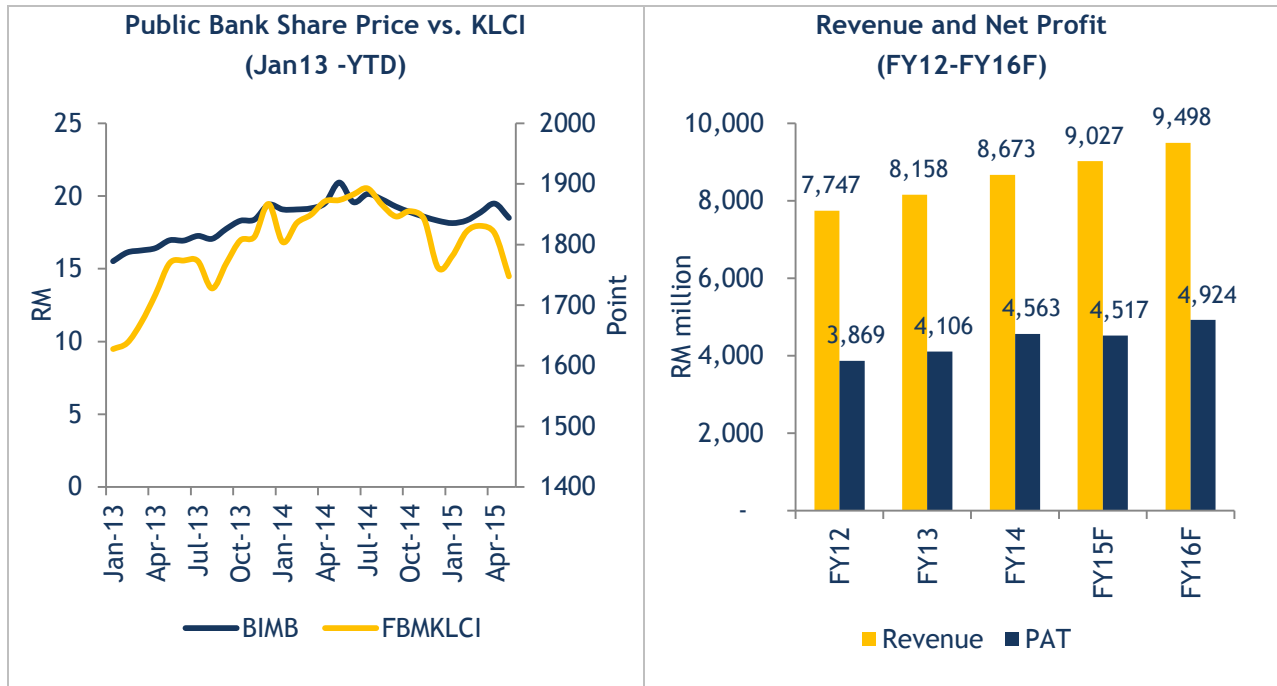 Public Bank Share Price vs. KLCI
(Jan13 -YTD)
25
20
15
10
5
0
RM
2000
1900
1800
1700
1600
1500
1400
Point
Jan-13
Apr-13
Jul-13
Oct-13
Jan-14
Apr-14
Jul-14
Oct-14
Jan-15
Apr-15
BIMB
FBMKLCI
Revenue and Net Profit
(FY12-FY16F)
10,000
8,000
6,000
4,000
2,000
-
RM million
7,747
3,869
8,158
4,106
8,673
4,563
9,027
4,517
9,498
4,924
FY12
FY13
FY14
FY15F
FY16F
Revenue
PAT